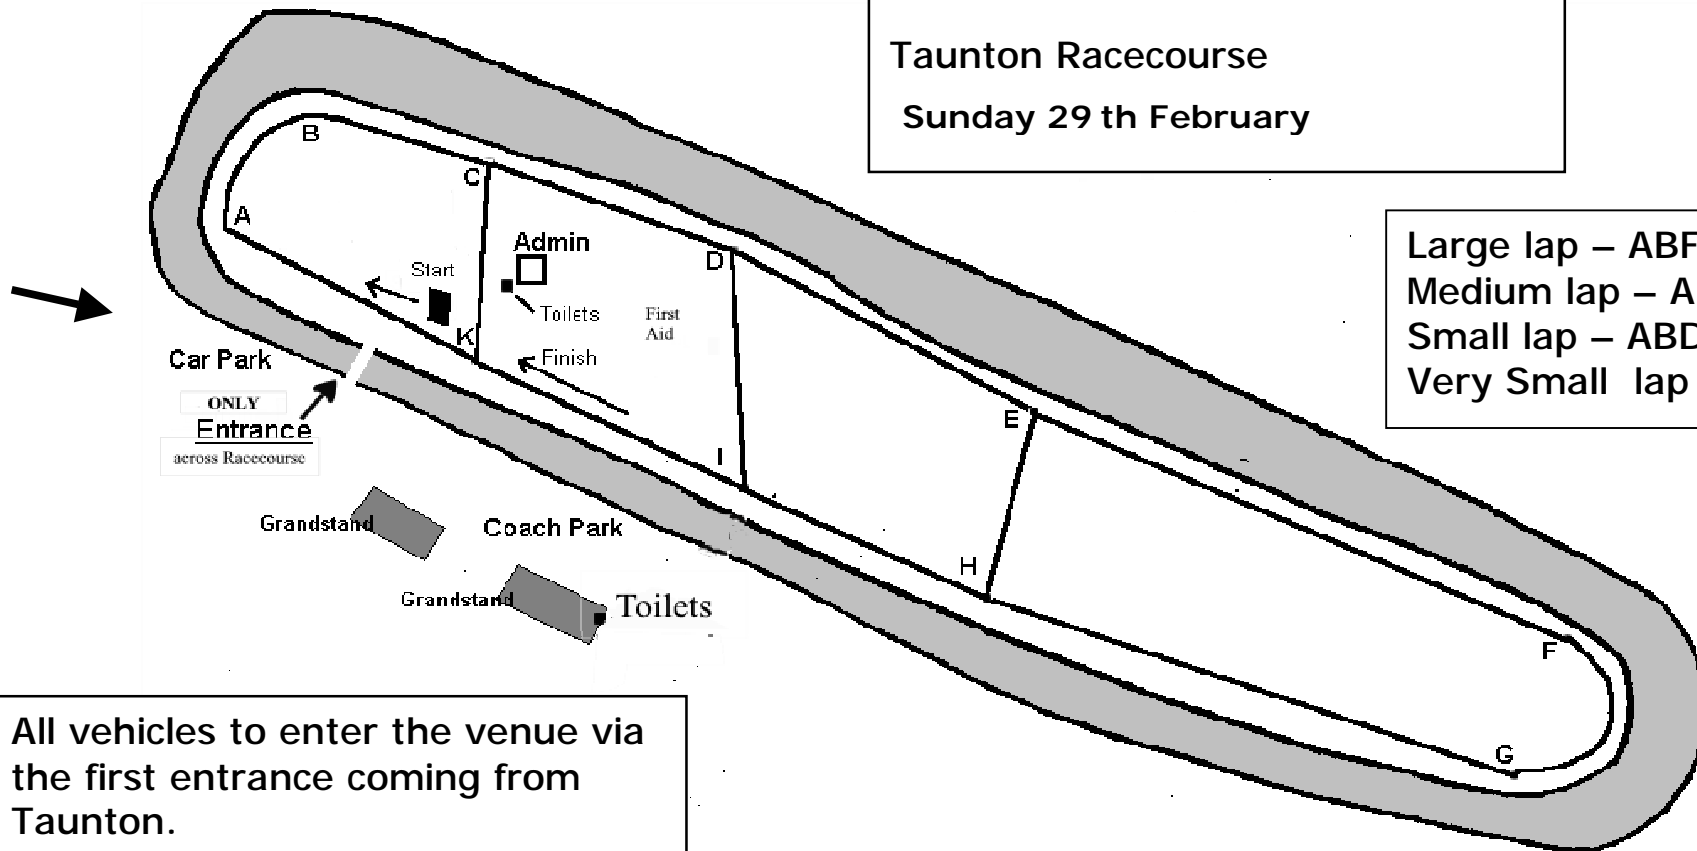 Taunton Racecourse
Sunday 29 th February
Large lap – ABF
Medium lap – A
Small lap – ABD
Very Small lap
B
C
A
Admin
D
Start
Toilets
First
Aid
K
Finish
Car Park
ONLY
Entrance
across Racecourse
E
I
Grandstand
Coach Park
H
Grandstand
Toilets
F
G
All vehicles to enter the venue via
the first entrance coming from
Taunton.